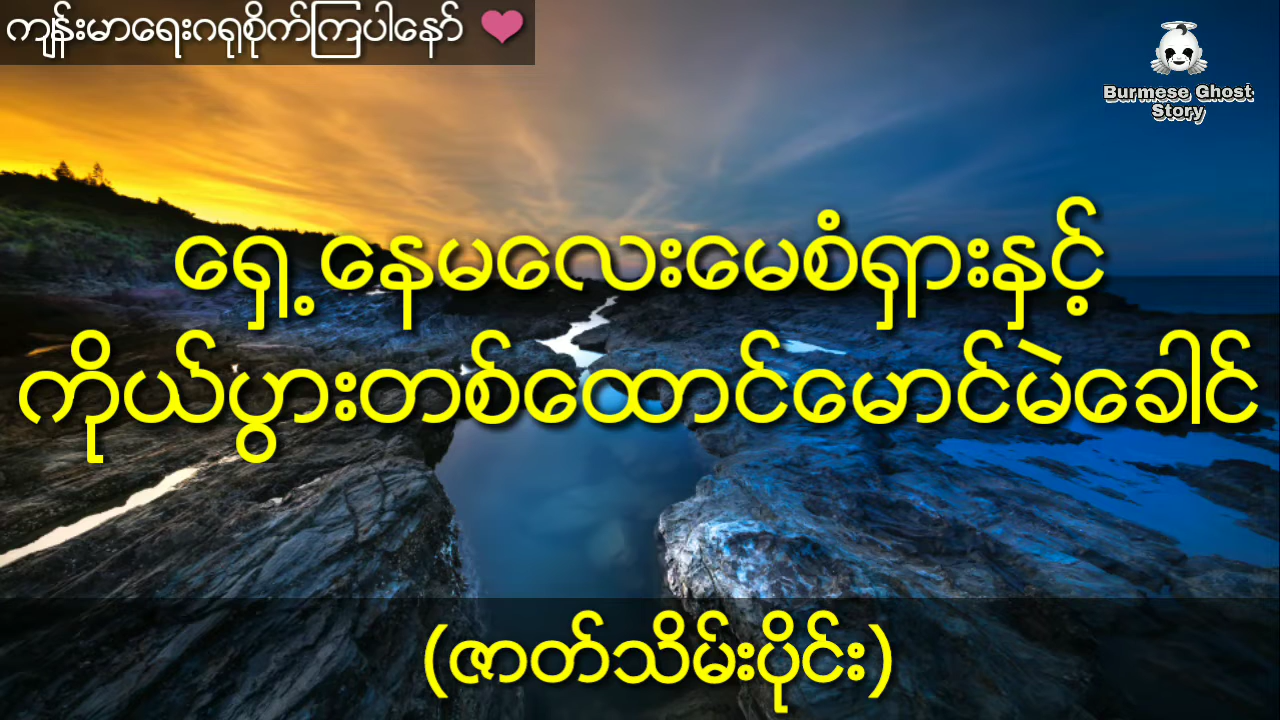 ကျန်းမာရေးဂရုစိုက်ကြပါနော် ❤
Burmese Ghost
Story
ရှေ့နေမလေးမေစံရှားနှင့်
ကိုယ်ပွားတစ်ထောင်မောင်မဲခေါင်
(ဇာတ်သိမ်းပိုင်း)